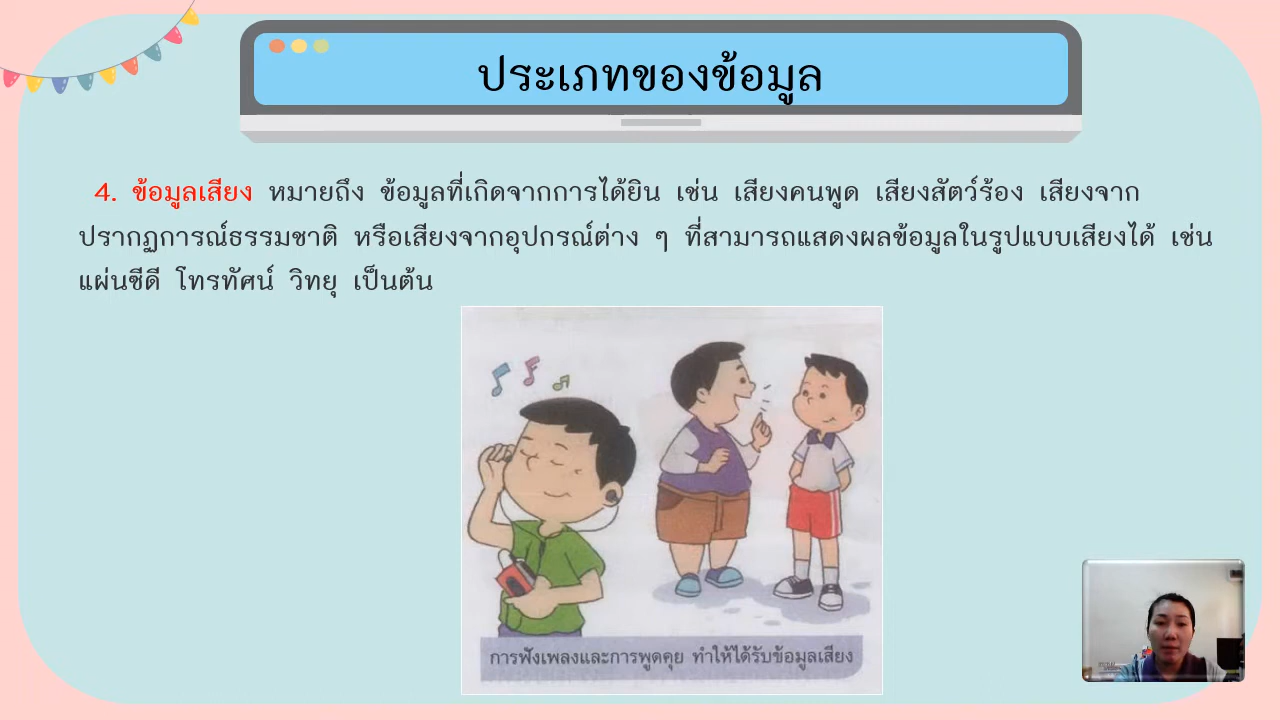 ประเภทของข้อมูล
4. ข้อมูลเสียง หมายถึง ข้อมูลที่เกิดจากการได้ยิน เช่น เสียงคนพูด เสียงสัตว์ร้อง เสียงจาก
ปรากฏการณ์ธรรมชาติ หรือเสียงจากอุปกรณ์ต่าง ๆ ที่สามารถแสดงผลข้อมูลในรูปแบบเสียงได้ เช่น
แผ่นซีดี โทรทัศน์ วิทยุ เป็นต้น
การฟังเพลงและการพูดคุย ทำให้ได้รับข้อมูลเสียง